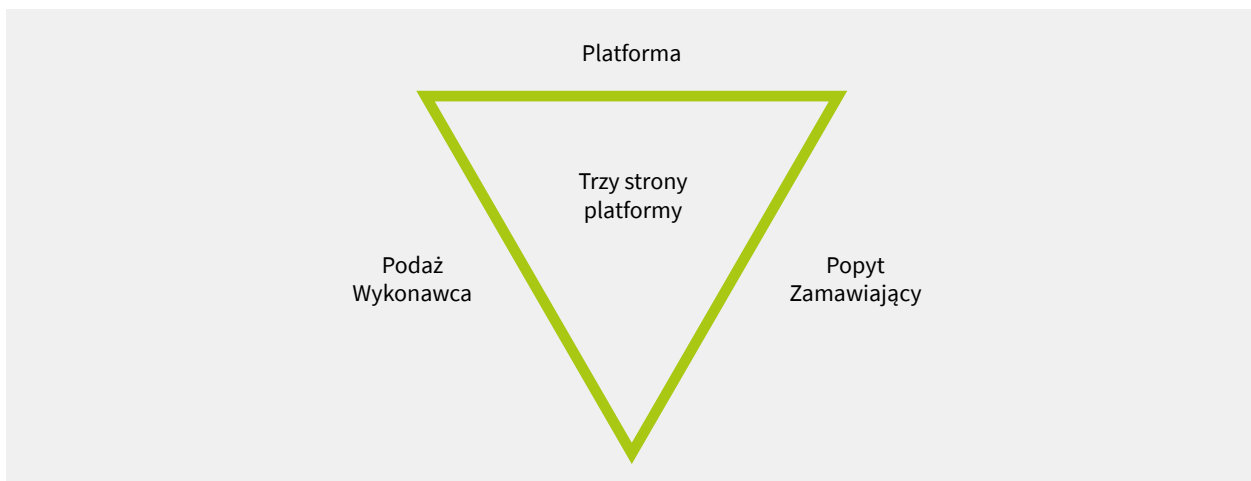 Platforma
Trzy strony
platformy
Podaż
Wykonawca
Popyt
Zamawiający